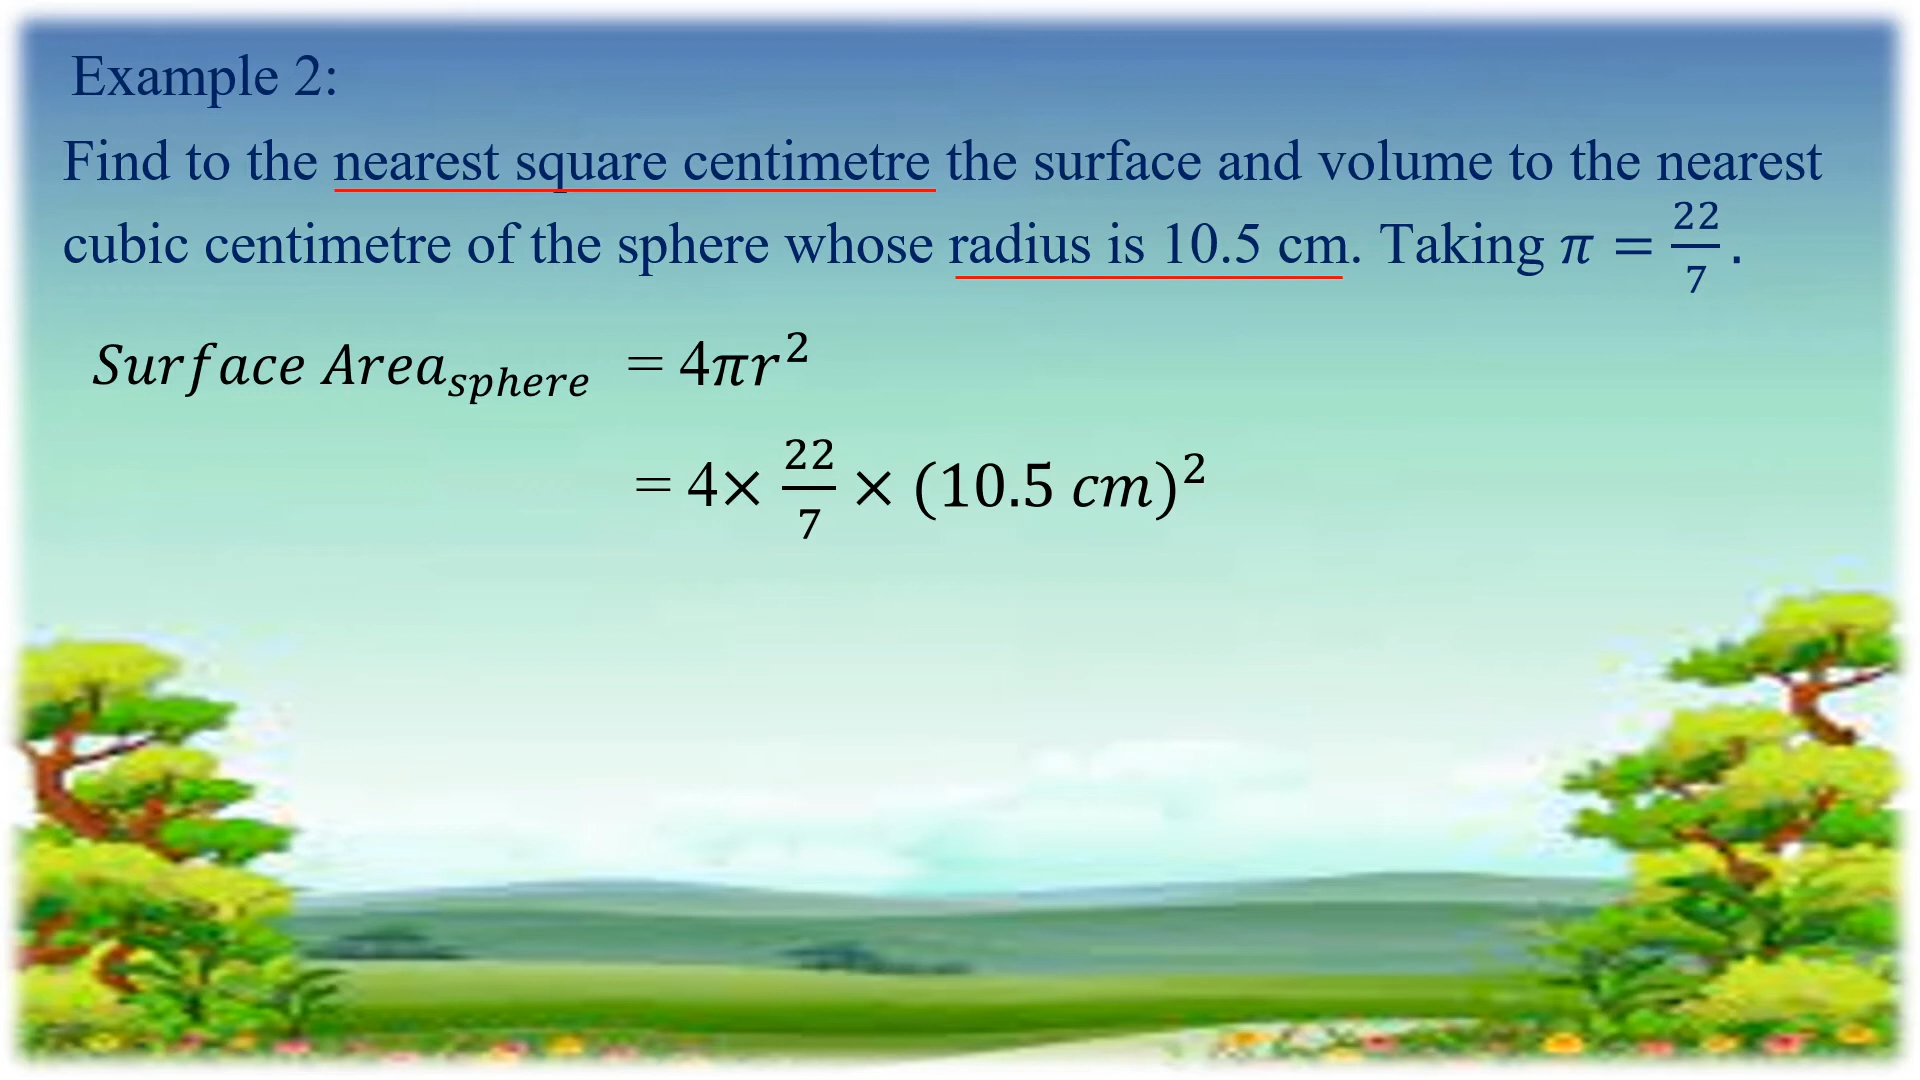 Example 2:
Find to the nearest square centimetre the surface and volume to the nearest
cubic centimetre of the sphere whose radius is 10.5 cm. Taking π = 22/7.
Surface Area_sphere = 4πr²
= 4× 22/7 × (10.5 cm)²